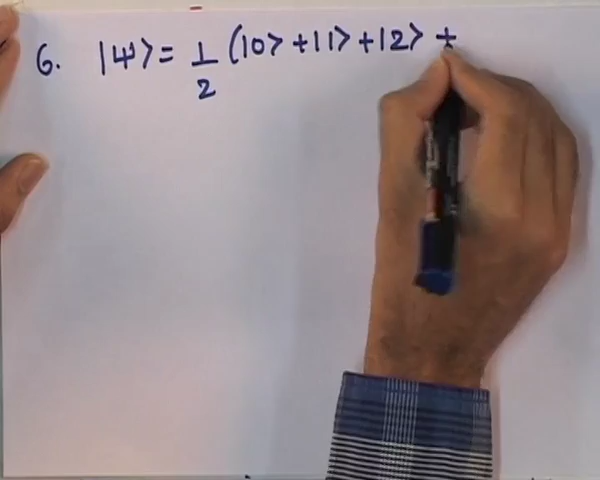 6. |Ψ> = 1/2 (|0> + |1> + |2> +